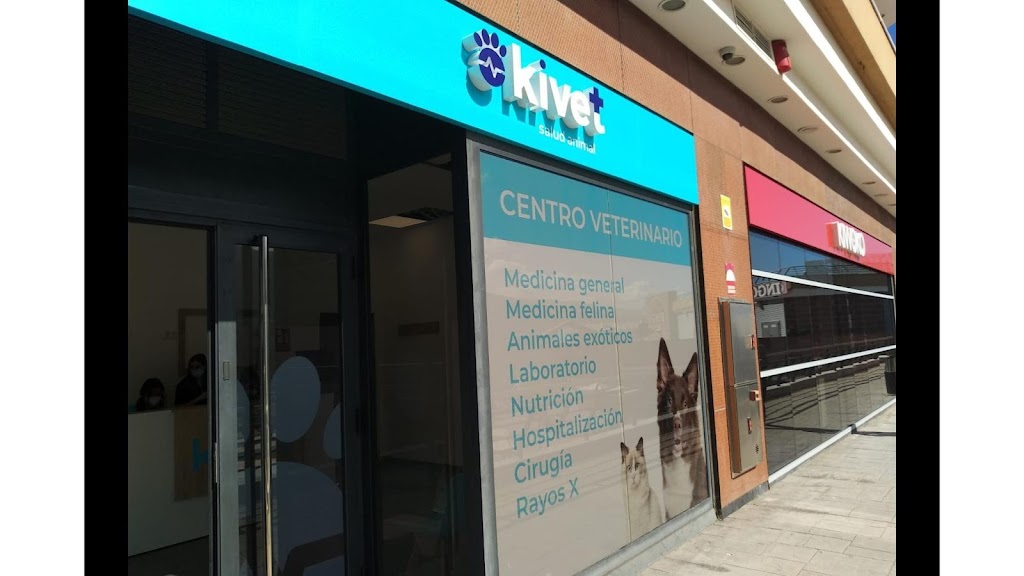 kivet
salud animal
CENTRO VETERINARIO
Medicina general
Medicina felina
Animales exóticos
Laboratorio
Nutrición
Hospitalización
Cirugía
Rayos X